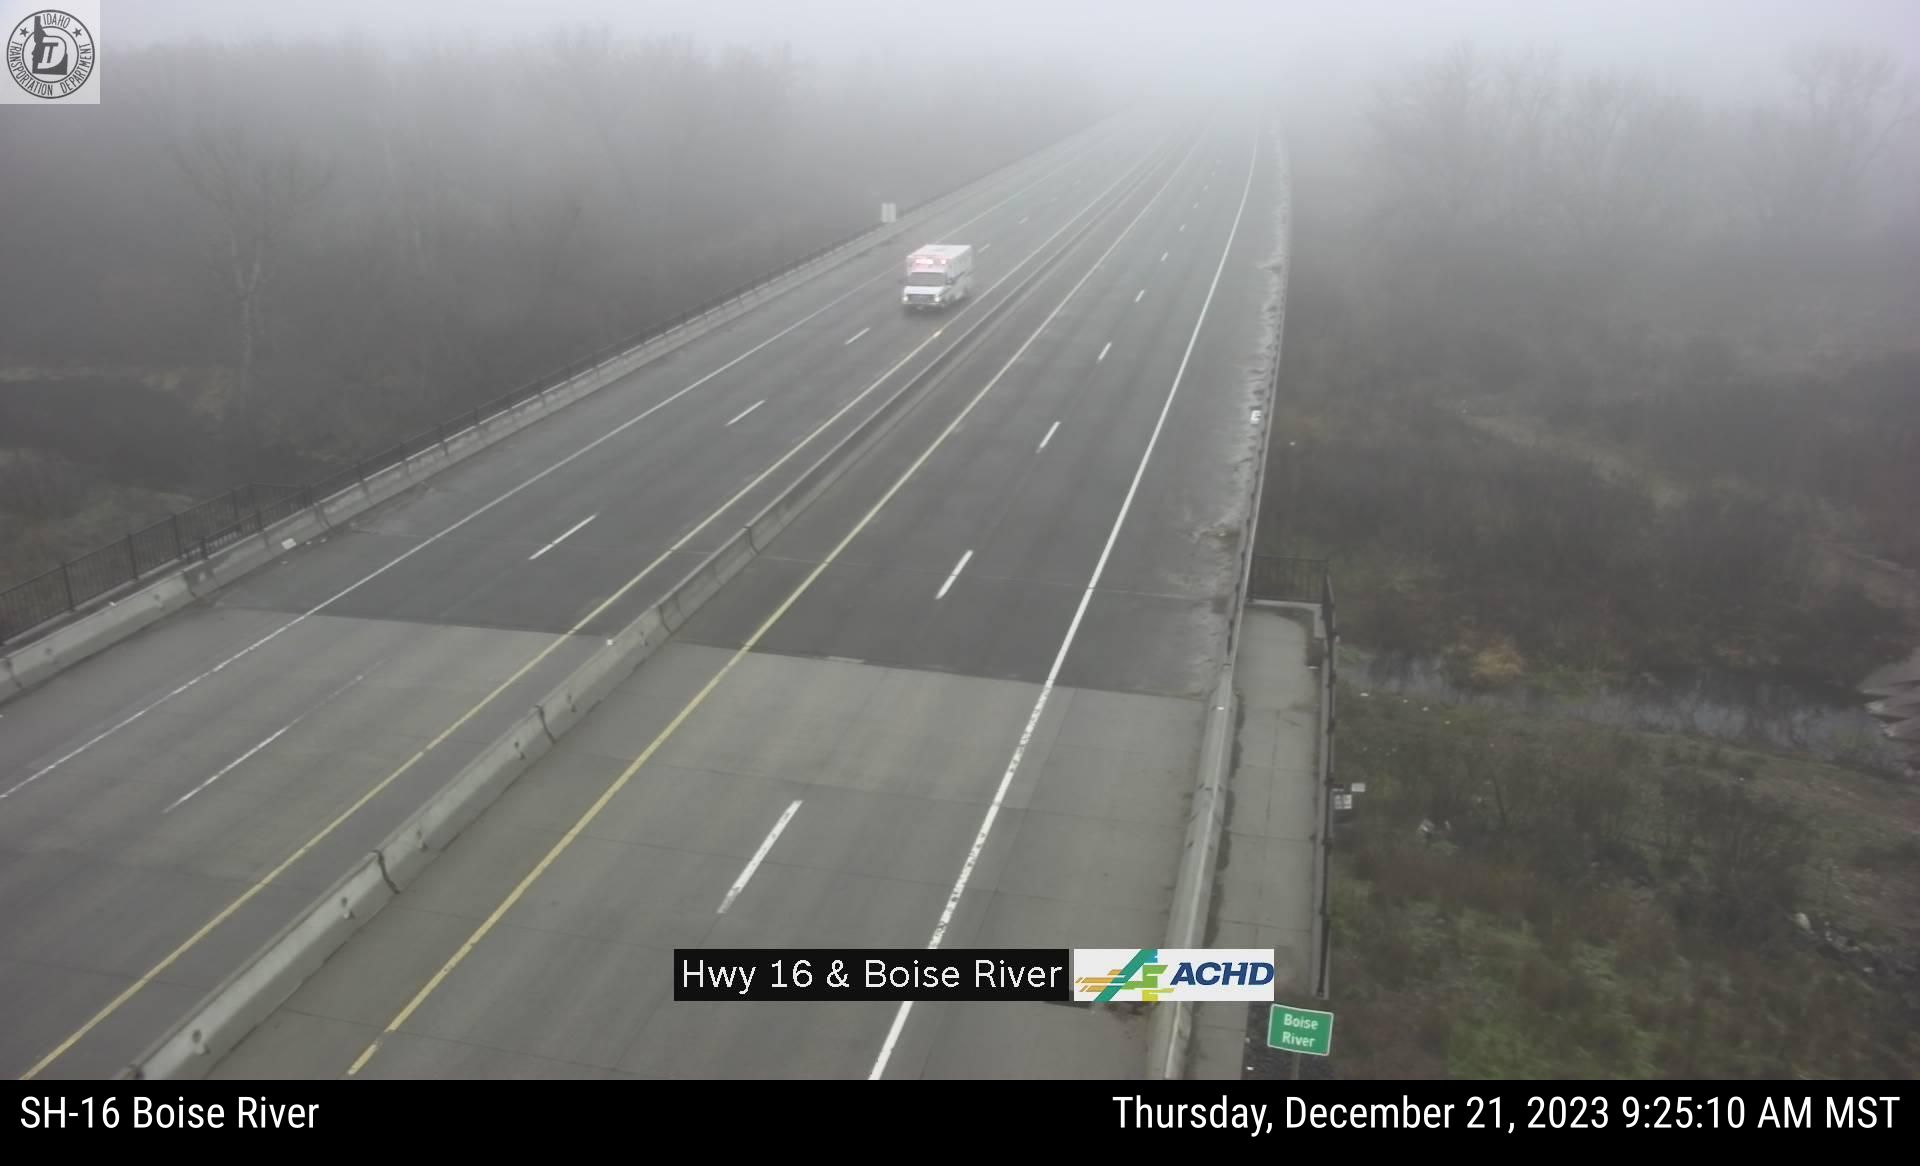 IDAHO
TRANSPORTATION DEPARTMENT
IT
Hwy 16 & Boise River
ACHD
Boise
River
SH-16 Boise River
Thursday, December 21, 2023 9:25:10 AM MST